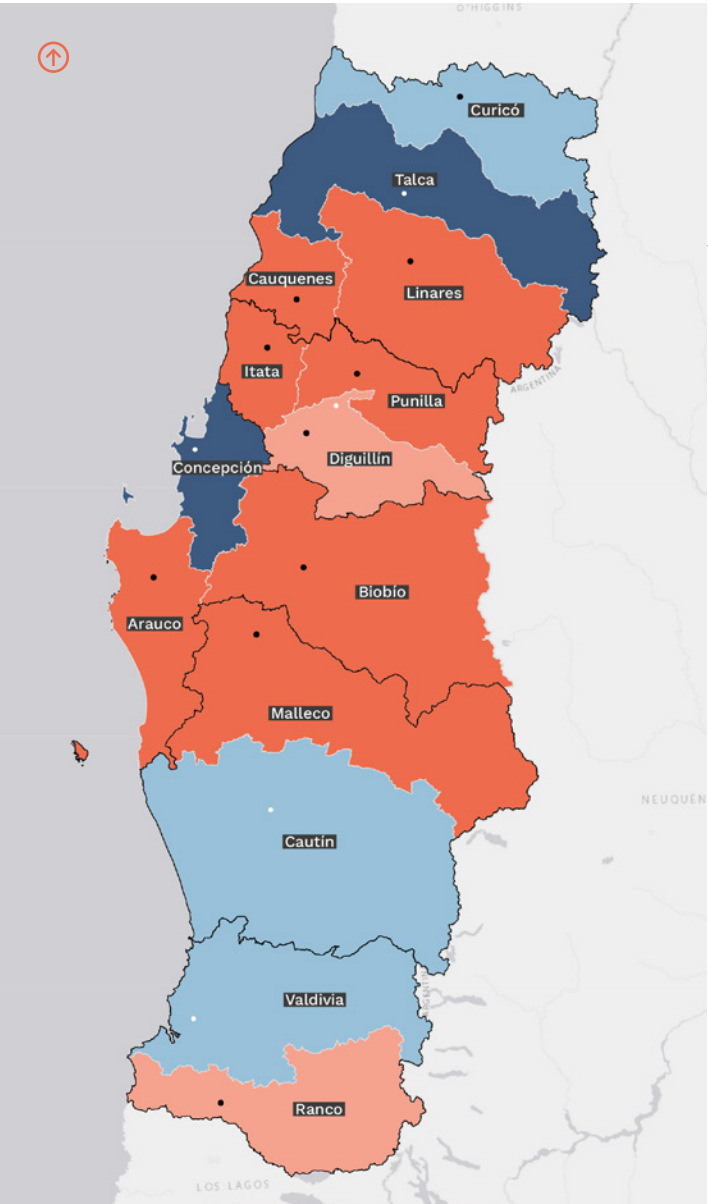 D'HIGGINS
Curicó
Talca
Cauquenes
Linares
Itata
ARGENTINA
Punilla
Diguillín
Concepción
Biobío
Arauco
Malleco
NEUQUÉN
Cautín
ARGENTINA
Valdivia
Ranco
LOS LAGOS